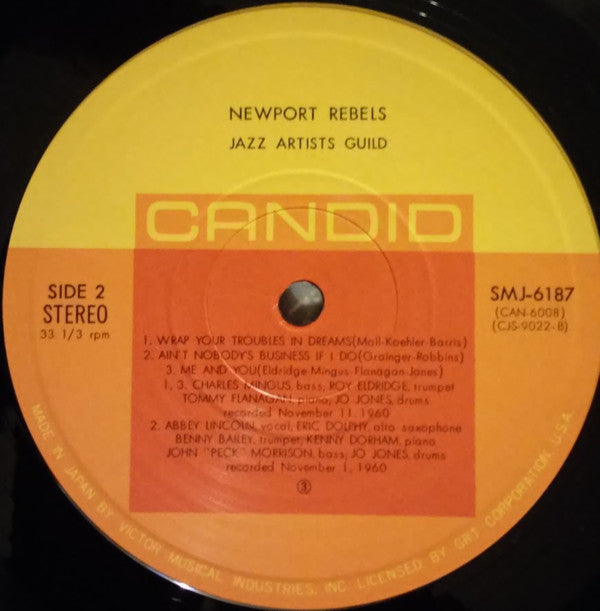 NEWPORT REBELS
JAZZ ARTISTS GUILD
CANDID
SIDE 2
STEREO
33 1/3 rpm
SMJ-6187
(CAN-6008)
(CJS-9022-B)
1. WRAP YOUR TROUBLES IN DREAMS(Moll-Koehler-Barris)
2. AIN'T NOBODY'S BUSINESS IF I DO(Grainger-Robbins)
3. ME AND YOU(Eldridge-Mingus-Flanagan-Jones)
1. 3. CHARLES MINGUS, bass; ROY ELDRIDGE, trumpet
TOMMY FLANAGAN, piano, JO JONES, drums
recorded November 11, 1960
2. ABBEY LINCOLN, vocal, ERIC DOLPHY, alto saxophone
BENNY BAILEY, trumpet; KENNY DORHAM, piano
JOHN "PECK" MORRISON, bass; JO JONES, drums
recorded November 1, 1960
③
MADE IN JAPAN BY VICTOR MUSICAL INDUSTRIES, INC. LICENSED BY GRT CORPORATION, U.S.A.